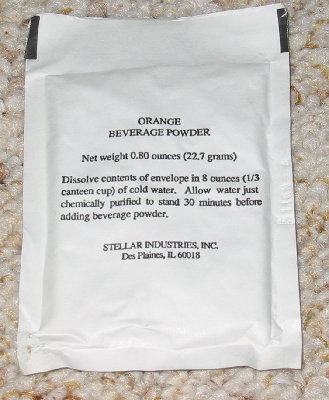 ORANGE
BEVERAGE POWDER
Net weight 0.80 ounces (22.7 grams)
Dissolve contents of envelope in 8 ounces (1/3
canteen cup) of cold water. Allow water just
chemically purified to stand 30 minutes before
adding beverage powder.
STELLAR INDUSTRIES, INC.
Des Plaines, IL 60018